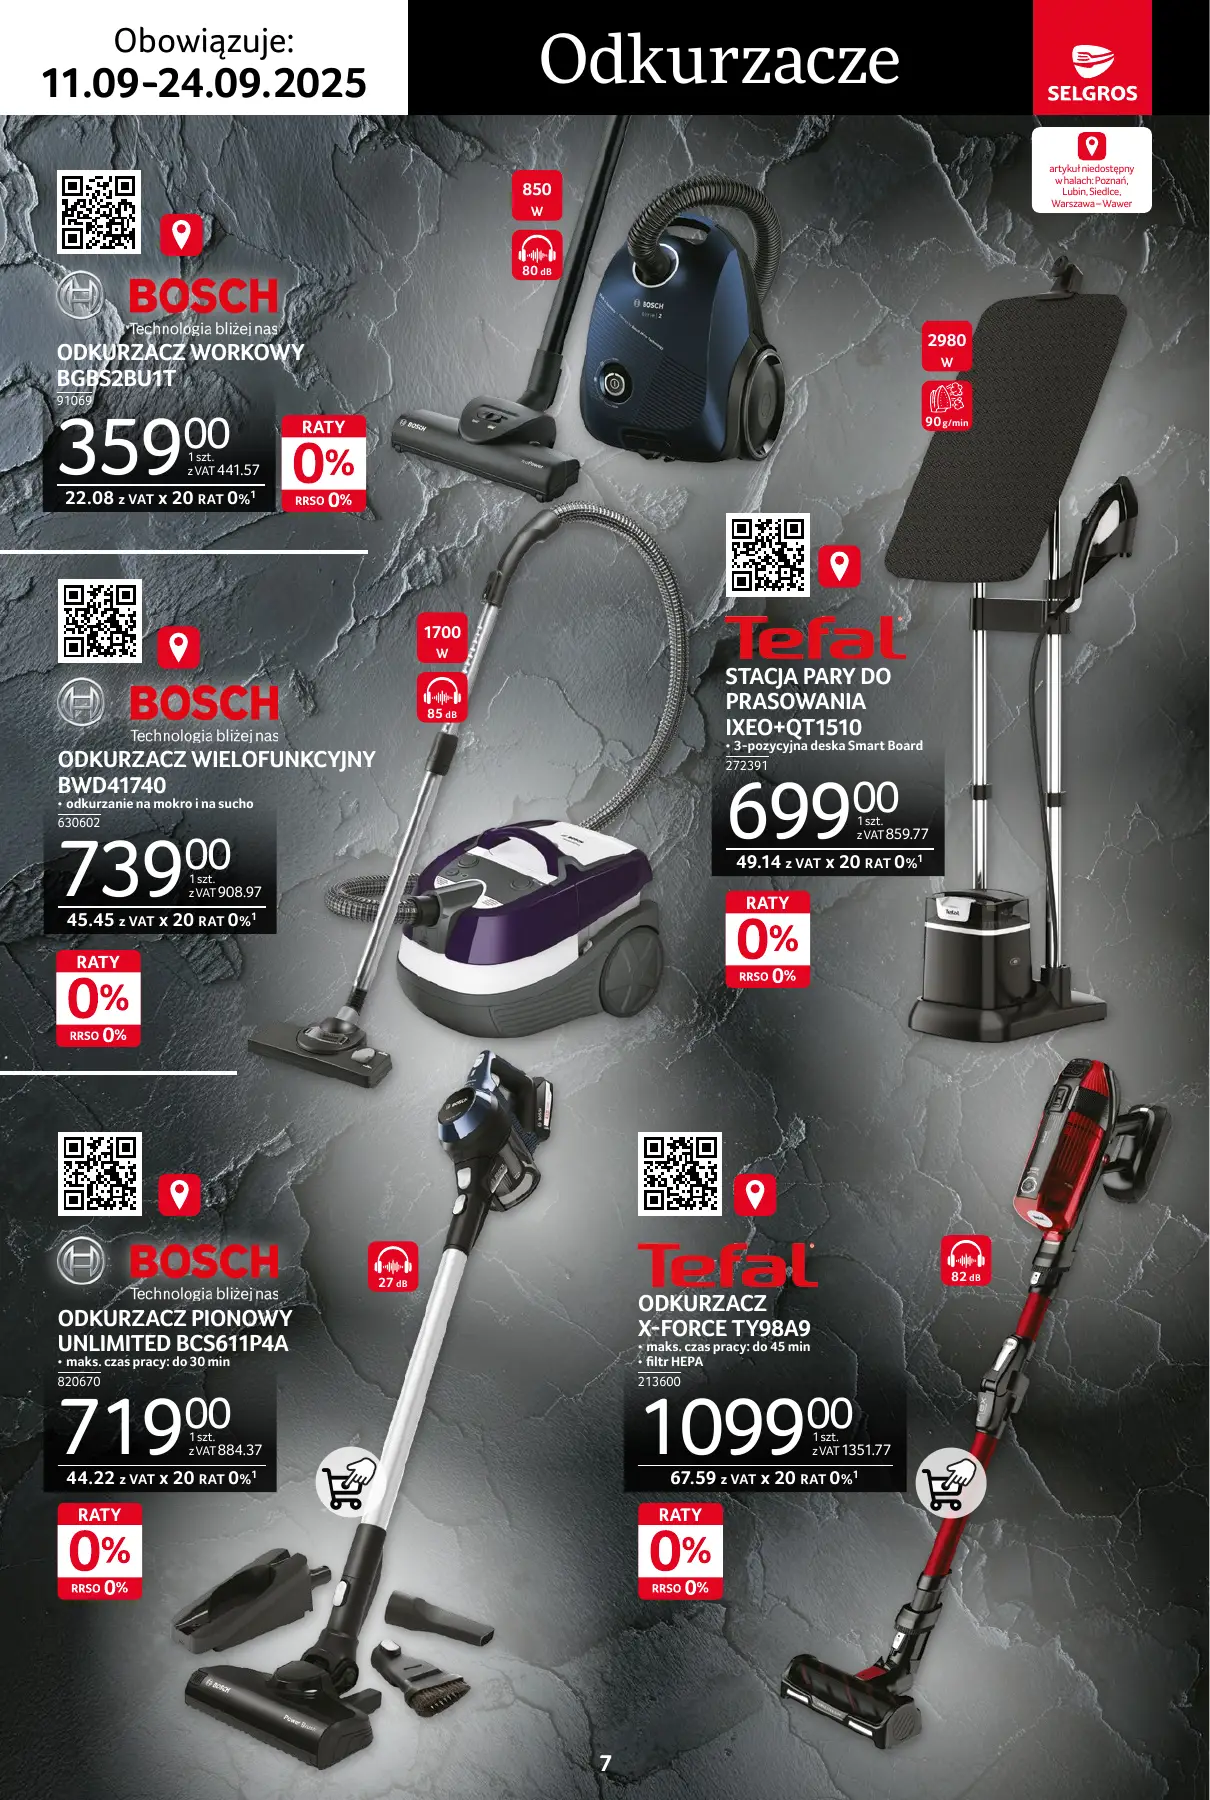 Obowiązuje:
11.09–24.09.2025
Odkurzacze
SELGROS
artykuł niedostępny
w halach: Poznań,
Lubin, Siedlce,
Warszawa – Wawer
BOSCH
Technologia bliżej nas
ODKURZACZ WORKOWY
BGBS2BU1T
91069
359 00
1 szt.
z VAT 441.57
22.08 z VAT x 20 RAT 0%¹
RATY
0%
RRSO 0%
850
W
80 dB
BOSCH
BOSCH
2980
W
90 g/min
BOSCH
Technologia bliżej nas
ODKURZACZ WIELOFUNKCYJNY
BWD41740
• odkurzanie na mokro i na sucho
630602
739 00
1 szt.
z VAT 908.97
45.45 z VAT x 20 RAT 0%¹
RATY
0%
RRSO 0%
1700
W
85 dB
BOSCH
Tefal
STACJA PARY DO
PRASOWANIA
IXEO+QT1510
• 3-pozycyjna deska Smart Board
272391
699 00
1 szt.
z VAT 859.77
49.14 z VAT x 20 RAT 0%¹
RATY
0%
RRSO 0%
Tefal
BOSCH
Technologia bliżej nas
ODKURZACZ PIONOWY
UNLIMITED BCS611P4A
• maks. czas pracy: do 30 min
820670
719 00
1 szt.
z VAT 884.37
44.22 z VAT x 20 RAT 0%¹
RATY
0%
RRSO 0%
27 dB
BOSCH
BOSCH
Tefal
ODKURZACZ
X-FORCE TY98A9
• maks. czas pracy: do 45 min
• filtr HEPA
213600
1099 00
1 szt.
z VAT 1351.77
67.59 z VAT x 20 RAT 0%¹
RATY
0%
RRSO 0%
82 dB
7